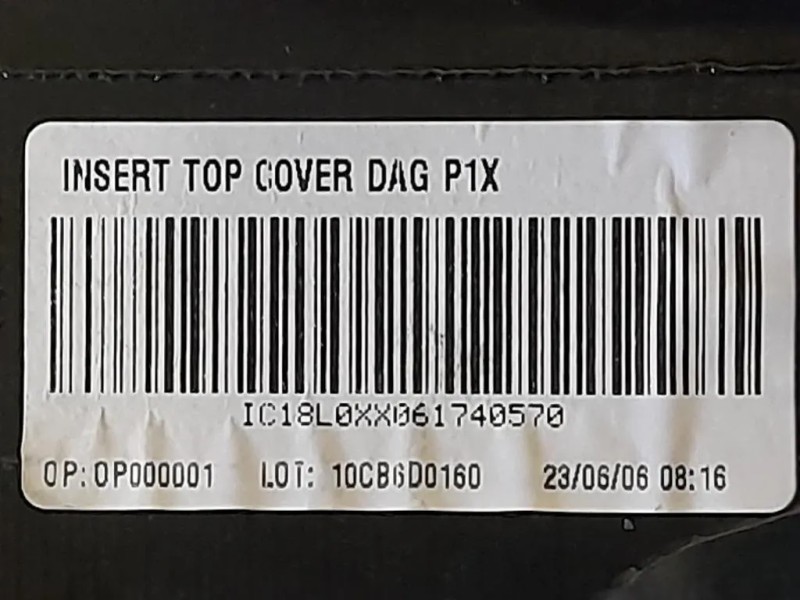 INSERT TOP COVER DAG P1X
IC18L0XX061740570
OP: OP000001 LOT: 10CB6D0160 23/06/06 08:16